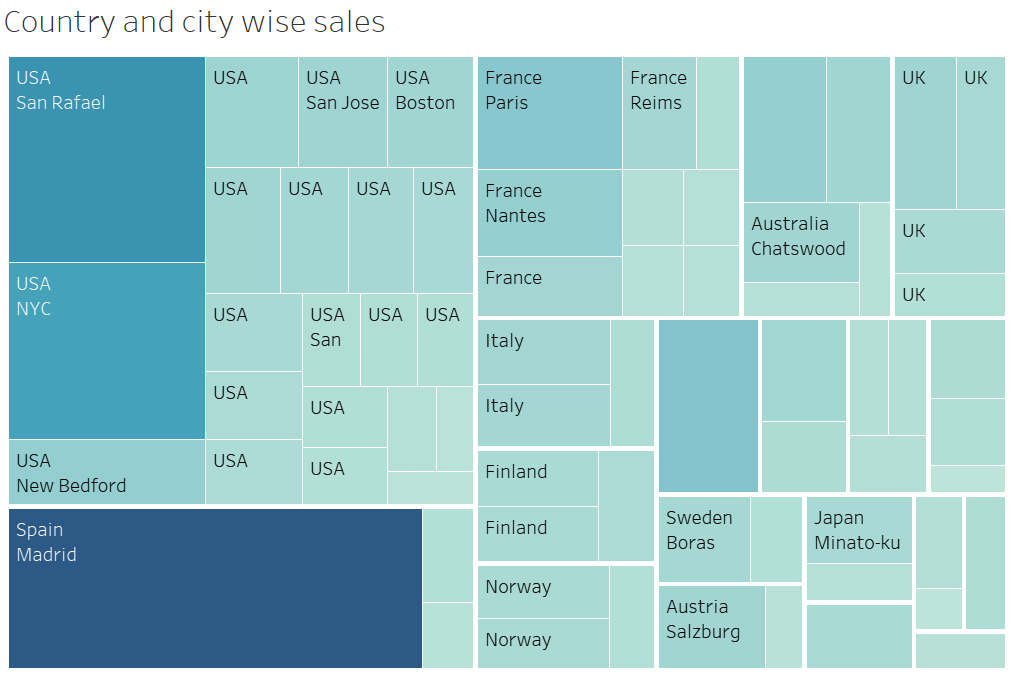 Country and city wise sales
USA
San Rafael
USA
USA
San Jose
USA
Boston
USA
USA
USA
USA
USA
NYC
USA
USA
San
USA
USA
USA
USA
USA
New Bedford
USA
USA
Spain
Madrid
France
Paris
France
Reims
France
Nantes
France
Australia
Chatswood
UK
UK
UK
UK
Italy
Italy
Finland
Finland
Norway
Norway
Sweden
Boras
Austria
Salzburg
Japan
Minato-ku